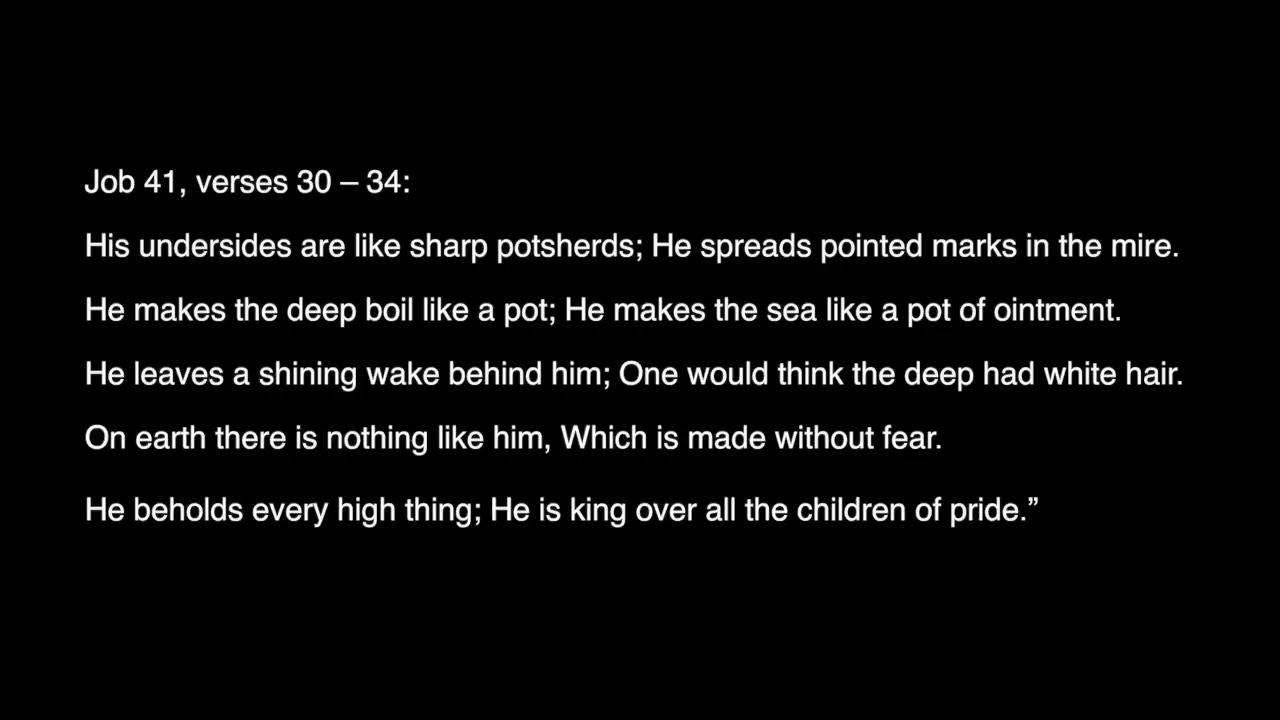 Job 41, verses 30 – 34:
His undersides are like sharp potsherds; He spreads pointed marks in the mire.
He makes the deep boil like a pot; He makes the sea like a pot of ointment.
He leaves a shining wake behind him; One would think the deep had white hair.
On earth there is nothing like him, Which is made without fear.
He beholds every high thing; He is king over all the children of pride.”